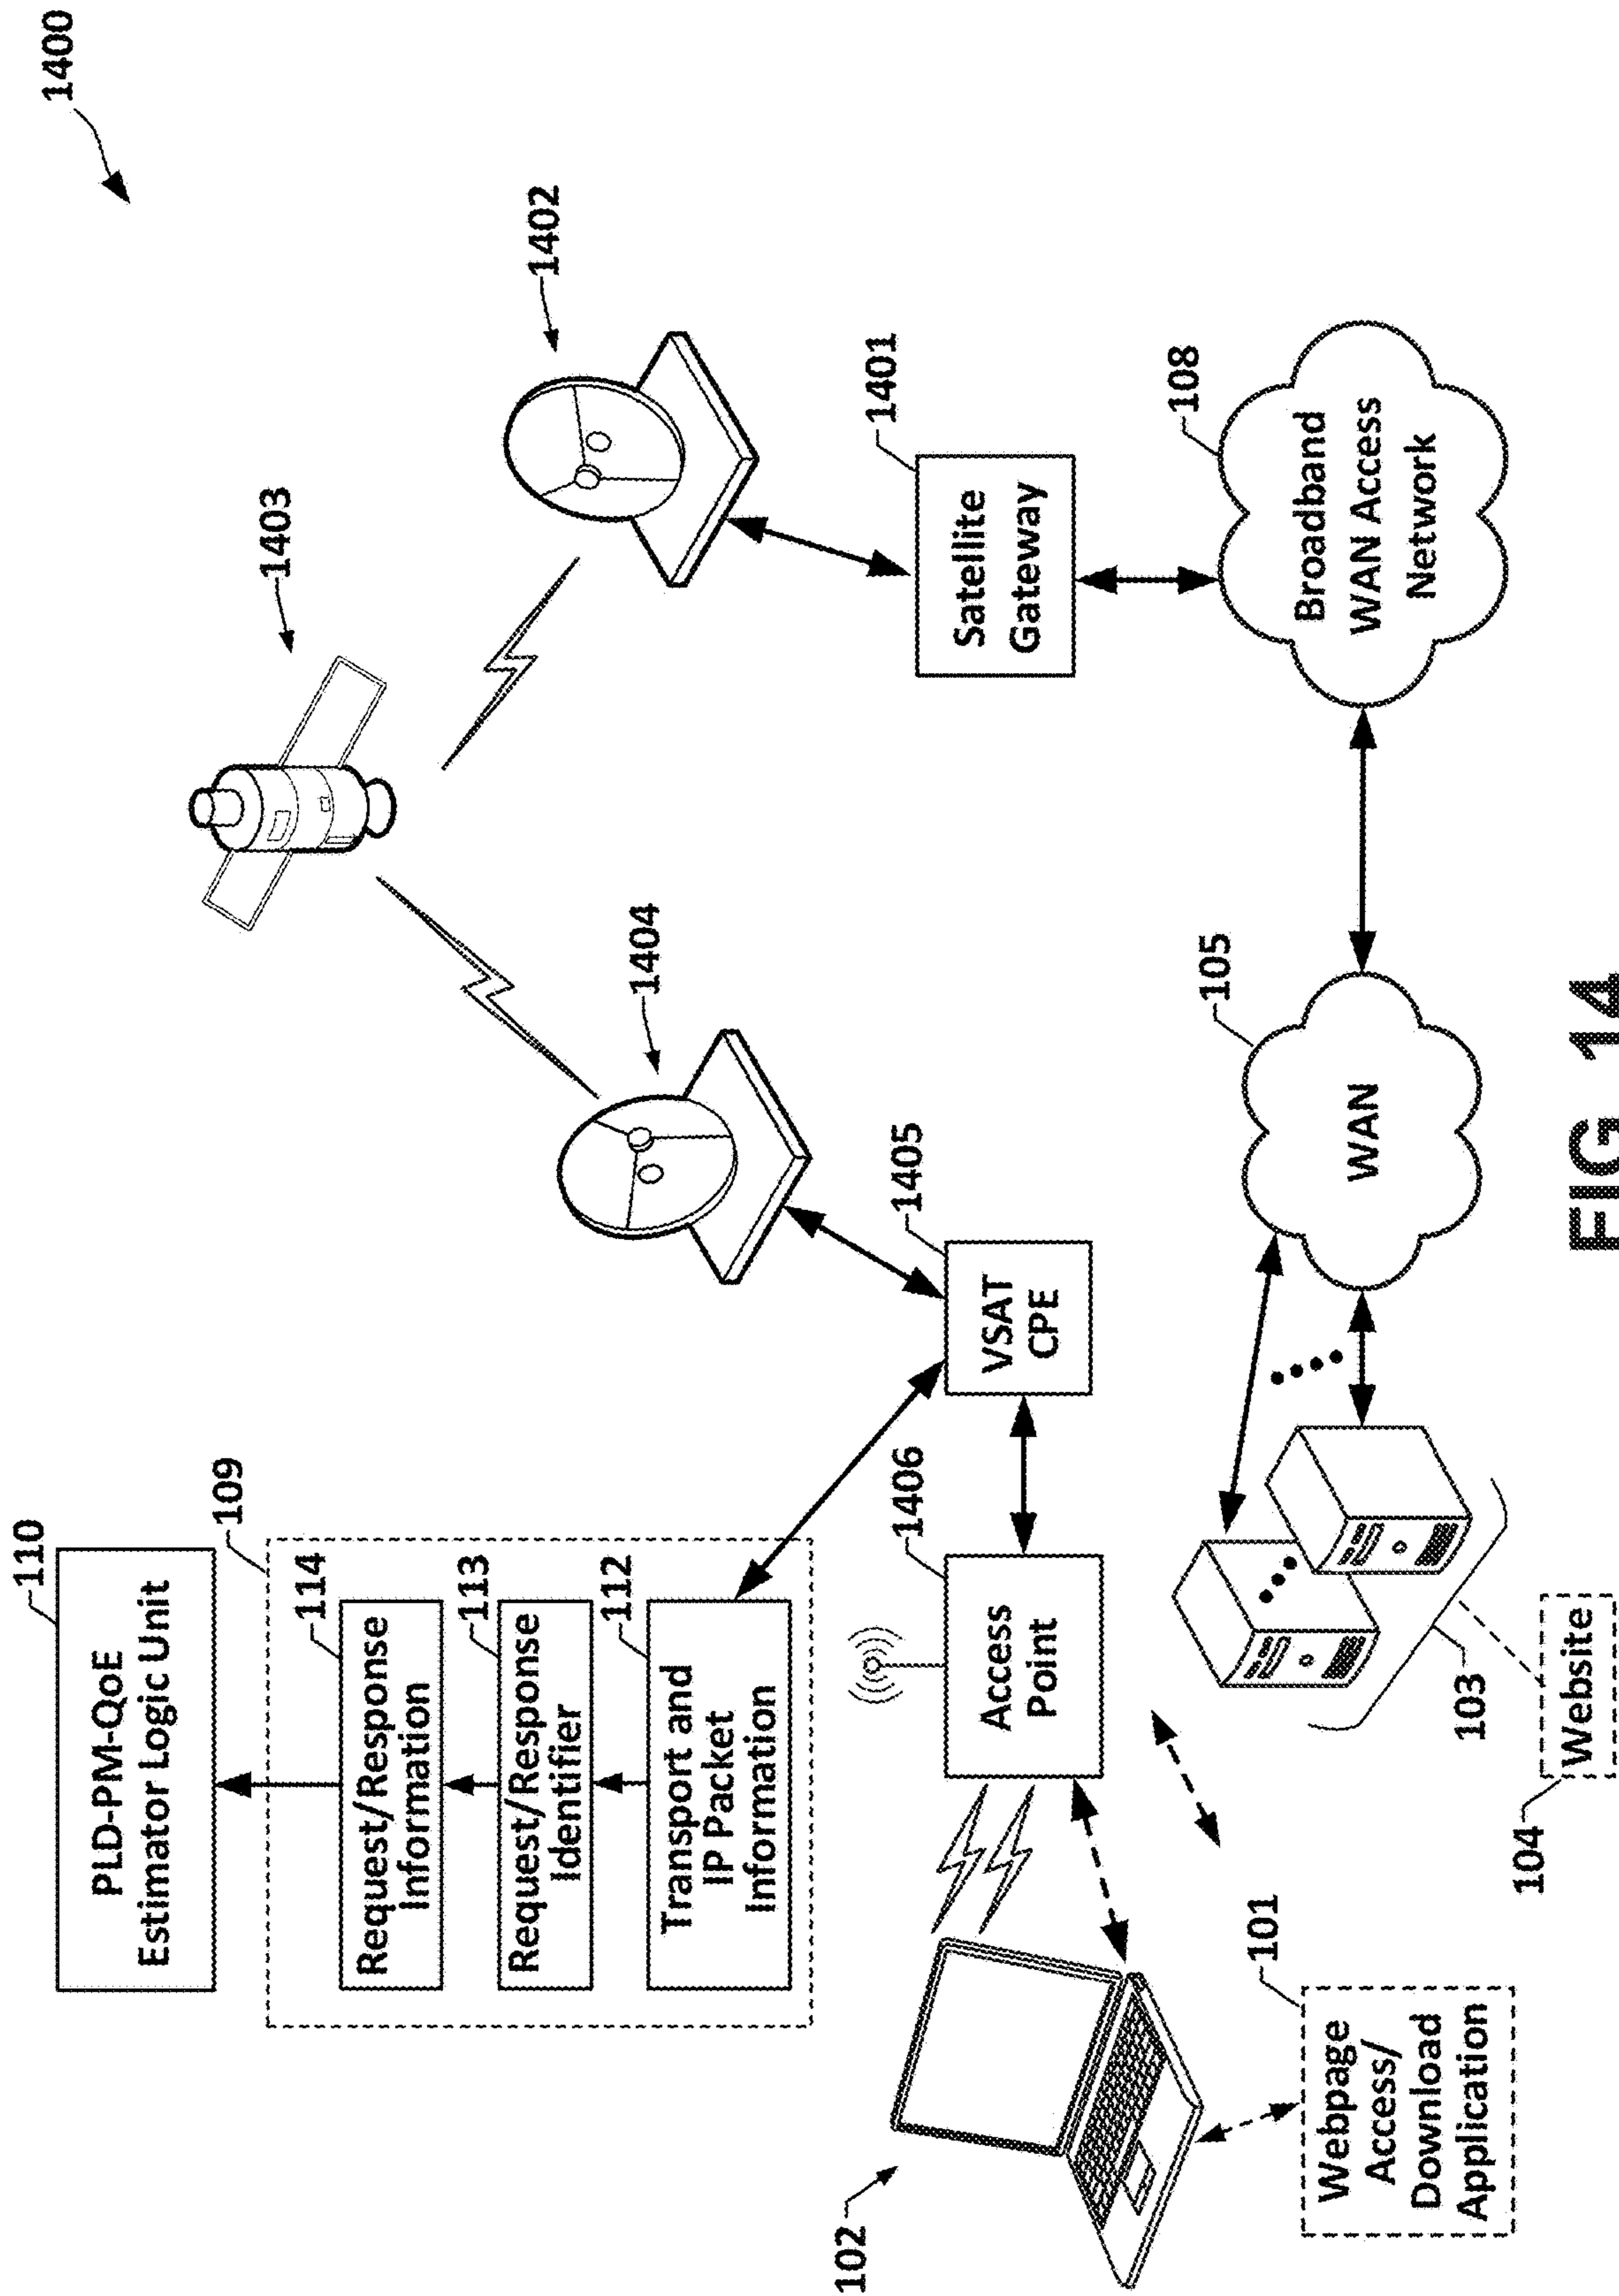 1400
110
PLD-PM-QoE
Estimator Logic Unit
109
114
Request/Response
Information
113
Request/Response
Identifier
112
Transport and
IP Packet
Information
1403
1402
1404
1401
Satellite
Gateway
1405
VSAT
CPE
1406
Access
Point
108
Broadband
WAN Access
Network
105
WAN
102
101
Webpage
Access/
Download
Application
103
104
Website
FIG 14